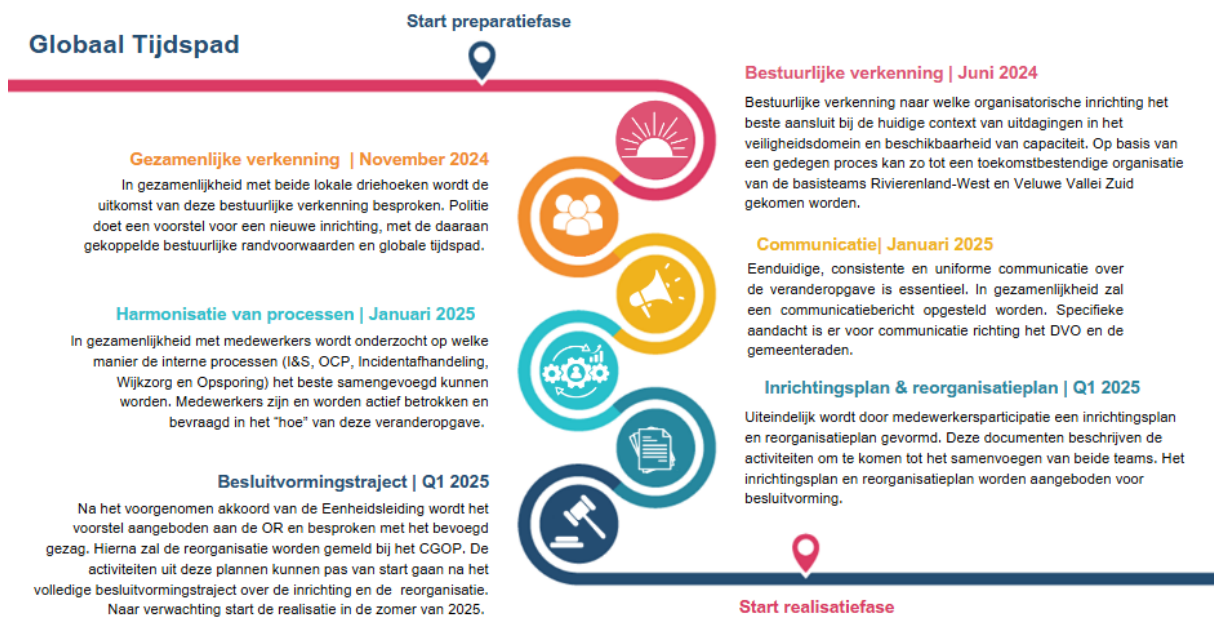 Start preparatiefase
Globaal Tijdspad
Bestuurlijke verkenning | Juni 2024
Bestuurlijke verkenning naar welke organisatorische inrichting het
beste aansluit bij de huidige context van uitdagingen in het
veiligheidsdomein en beschikbaarheid van capaciteit. Op basis van
een gedegen proces kan zo tot een toekomstbestendige organisatie
van de basisteams Rivierenland-West en Veluwe Vallei Zuid
gekomen worden.
Gezamenlijke verkenning | November 2024
In gezamenlijkheid met beide lokale driehoeken wordt de
uitkomst van deze bestuurlijke verkenning besproken. Politie
doet een voorstel voor een nieuwe inrichting, met de daaraan
gekoppelde bestuurlijke randvoorwaarden en globale tijdspad.
Communicatie| Januari 2025
Eenduidige, consistente en uniforme communicatie over
de veranderopgave is essentieel. In gezamenlijkheid zal
een communicatiebericht opgesteld worden. Specifieke
aandacht is er voor communicatie richting het DVO en de
gemeenteraden.
Harmonisatie van processen | Januari 2025
In gezamenlijkheid met medewerkers wordt onderzocht op welke
manier de interne processen (I&S, OCP, Incidentafhandeling,
Wijkzorg en Opsporing) het beste samengevoegd kunnen
worden. Medewerkers zijn en worden actief betrokken en
bevraagd in het “hoe” van deze veranderopgave.
Inrichtingsplan & reorganisatieplan | Q1 2025
Uiteindelijk wordt door medewerkersparticipatie een inrichtingsplan
en reorganisatieplan gevormd. Deze documenten beschrijven de
activiteiten om te komen tot het samenvoegen van beide teams. Het
inrichtingsplan en reorganisatieplan worden aangeboden voor
besluitvorming.
Besluitvormingstraject | Q1 2025
Na het voorgenomen akkoord van de Eenheidsleiding wordt het
voorstel aangeboden aan de OR en besproken met het bevoegd
gezag. Hierna zal de reorganisatie worden gemeld bij het CGOP. De
activiteiten uit deze plannen kunnen pas van start gaan na het
volledige besluitvormingstraject over de inrichting en de reorganisatie.
Naar verwachting start de realisatie in de zomer van 2025.
Start realisatiefase